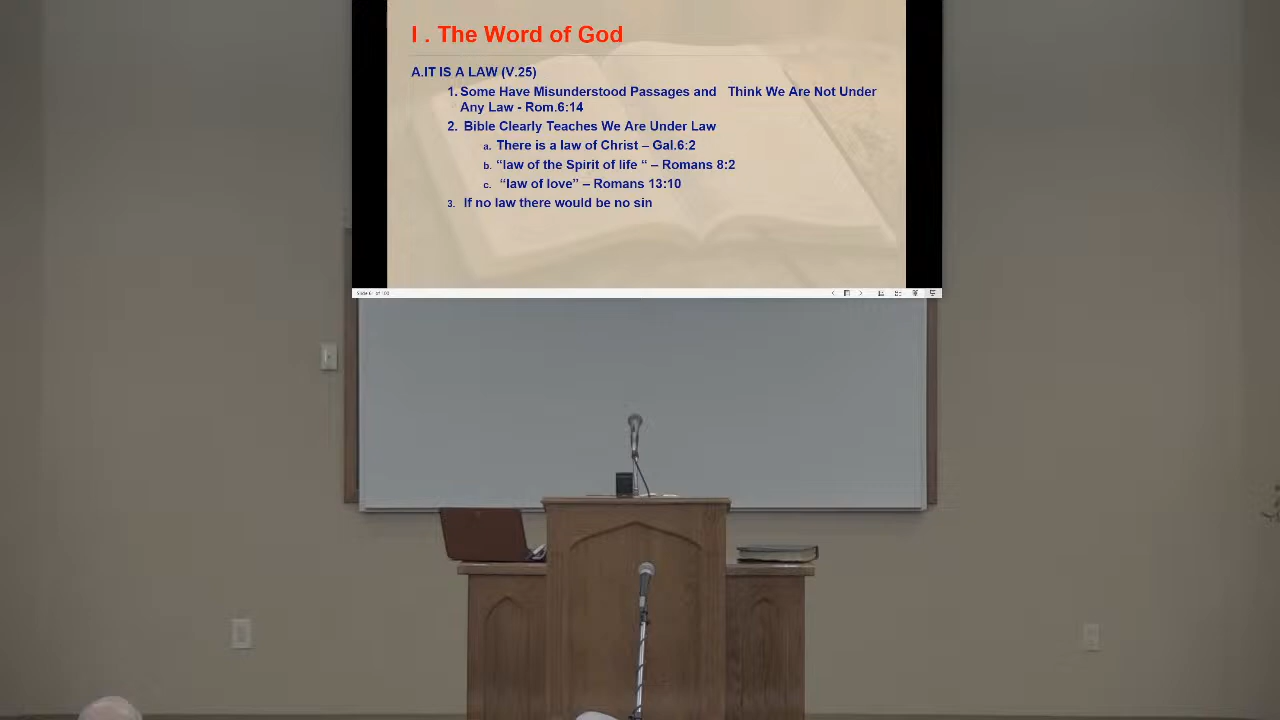 I . The Word of God
A.IT IS A LAW (V.25)
1. Some Have Misunderstood Passages and Think We Are Not Under
Any Law - Rom.6:14
2. Bible Clearly Teaches We Are Under Law
a. There is a law of Christ – Gal.6:2
b. “law of the Spirit of life “ – Romans 8:2
c. “law of love” – Romans 13:10
3. If no law there would be no sin